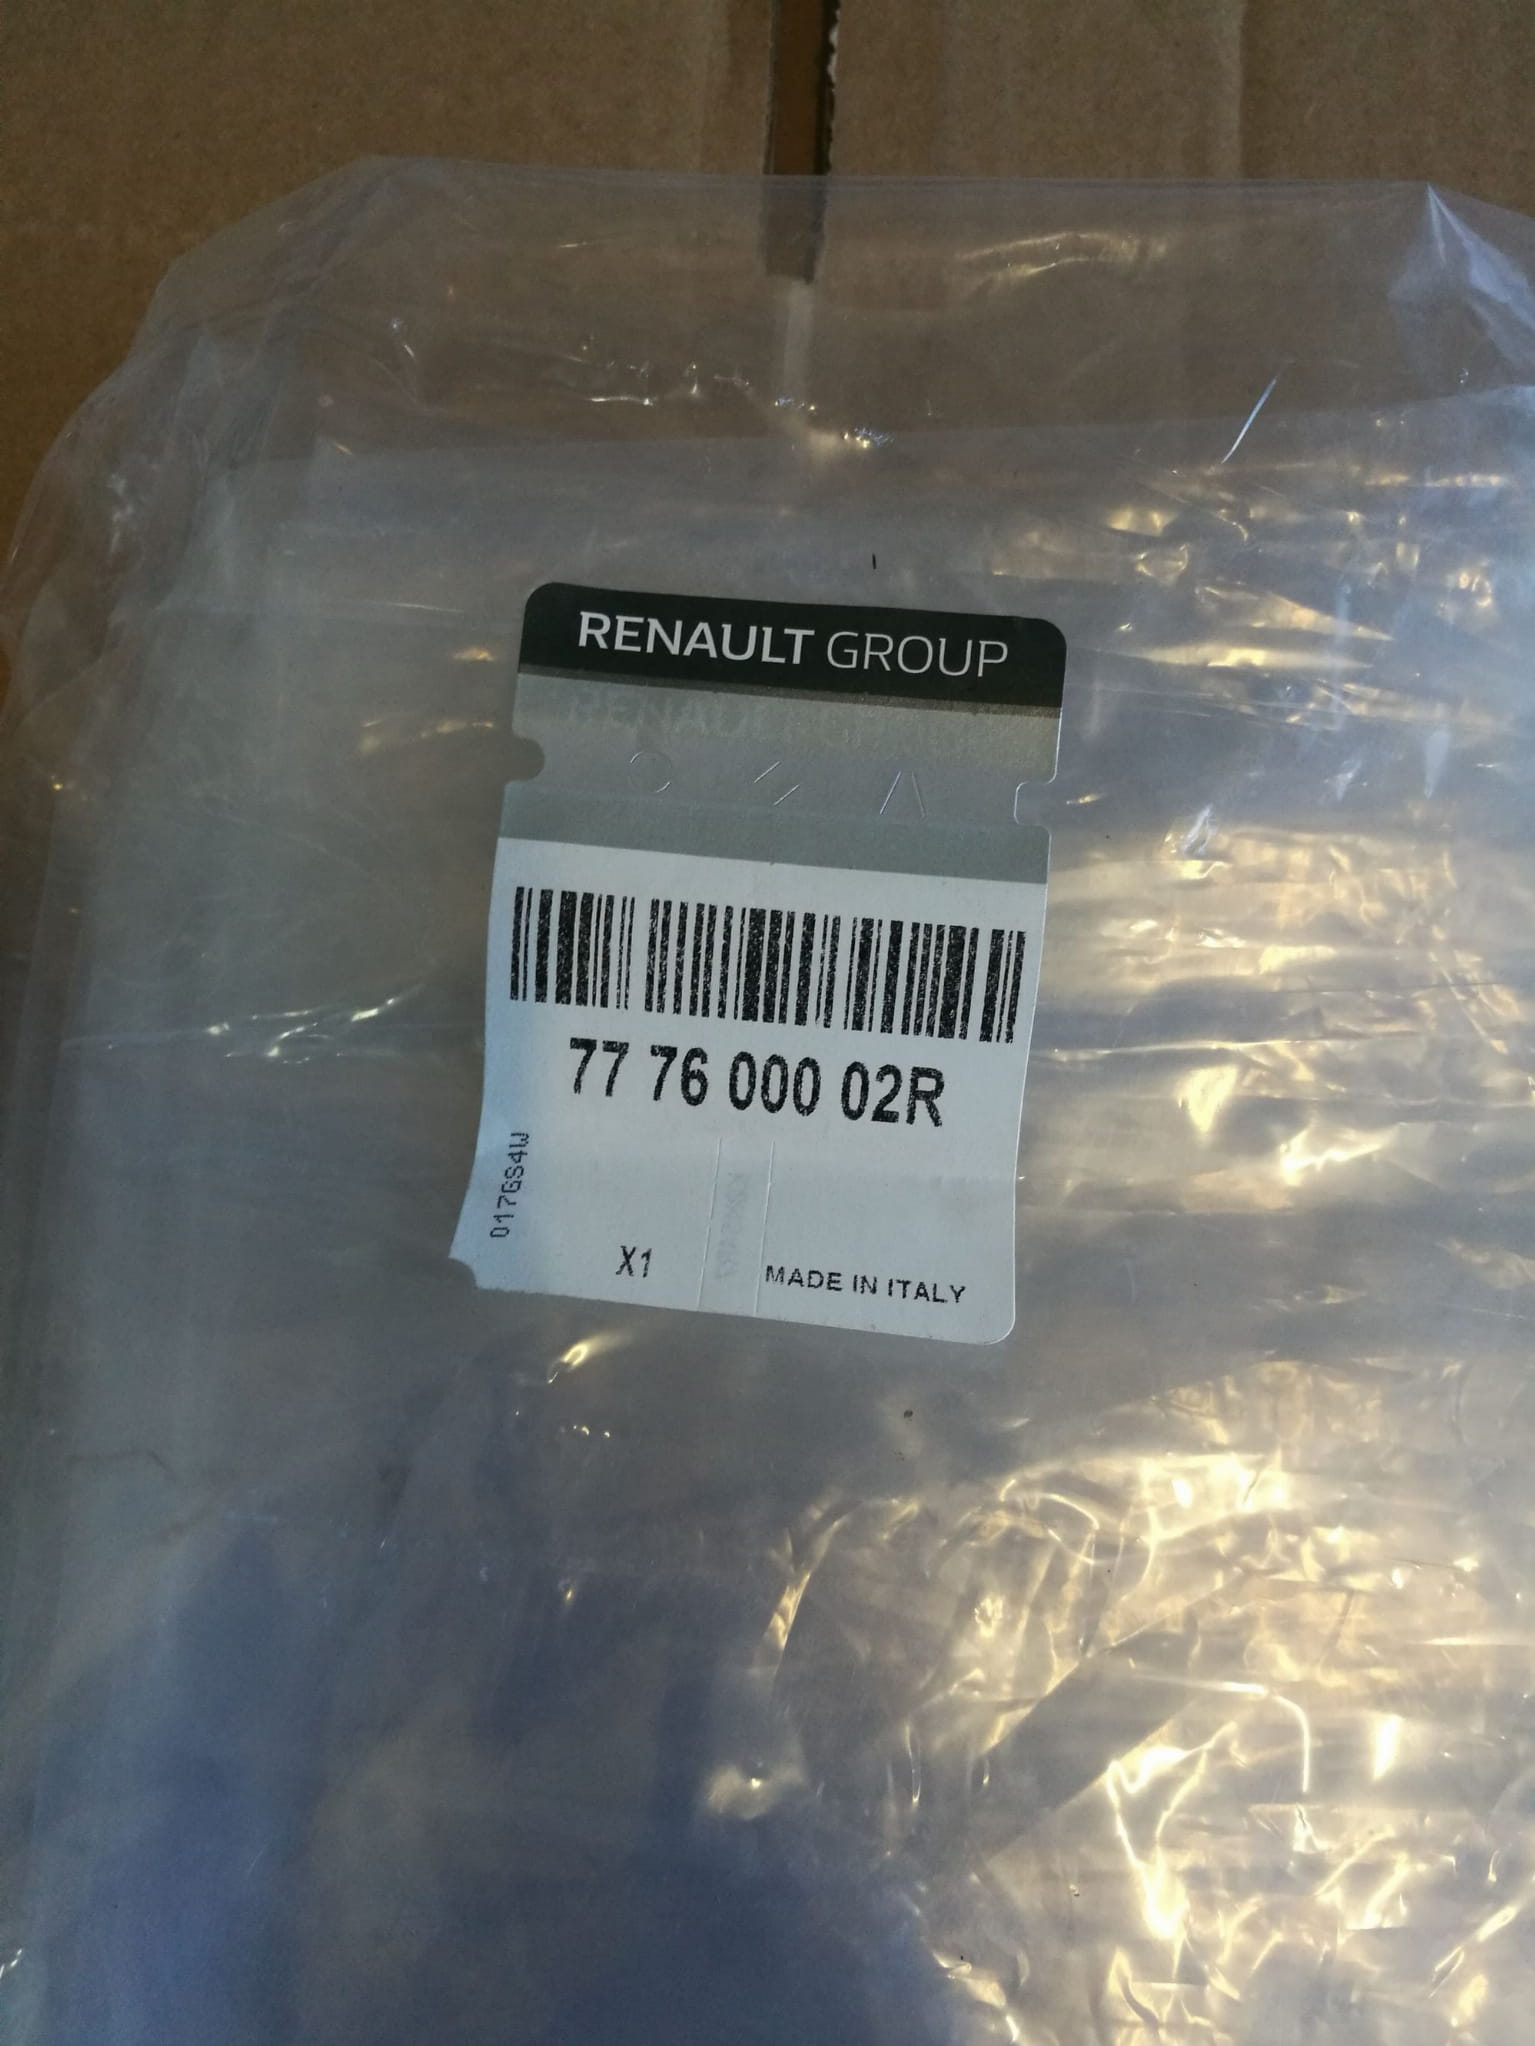 RENAULT GROUP
77 76 000 02R
017GS4W
X1
MADE IN ITALY